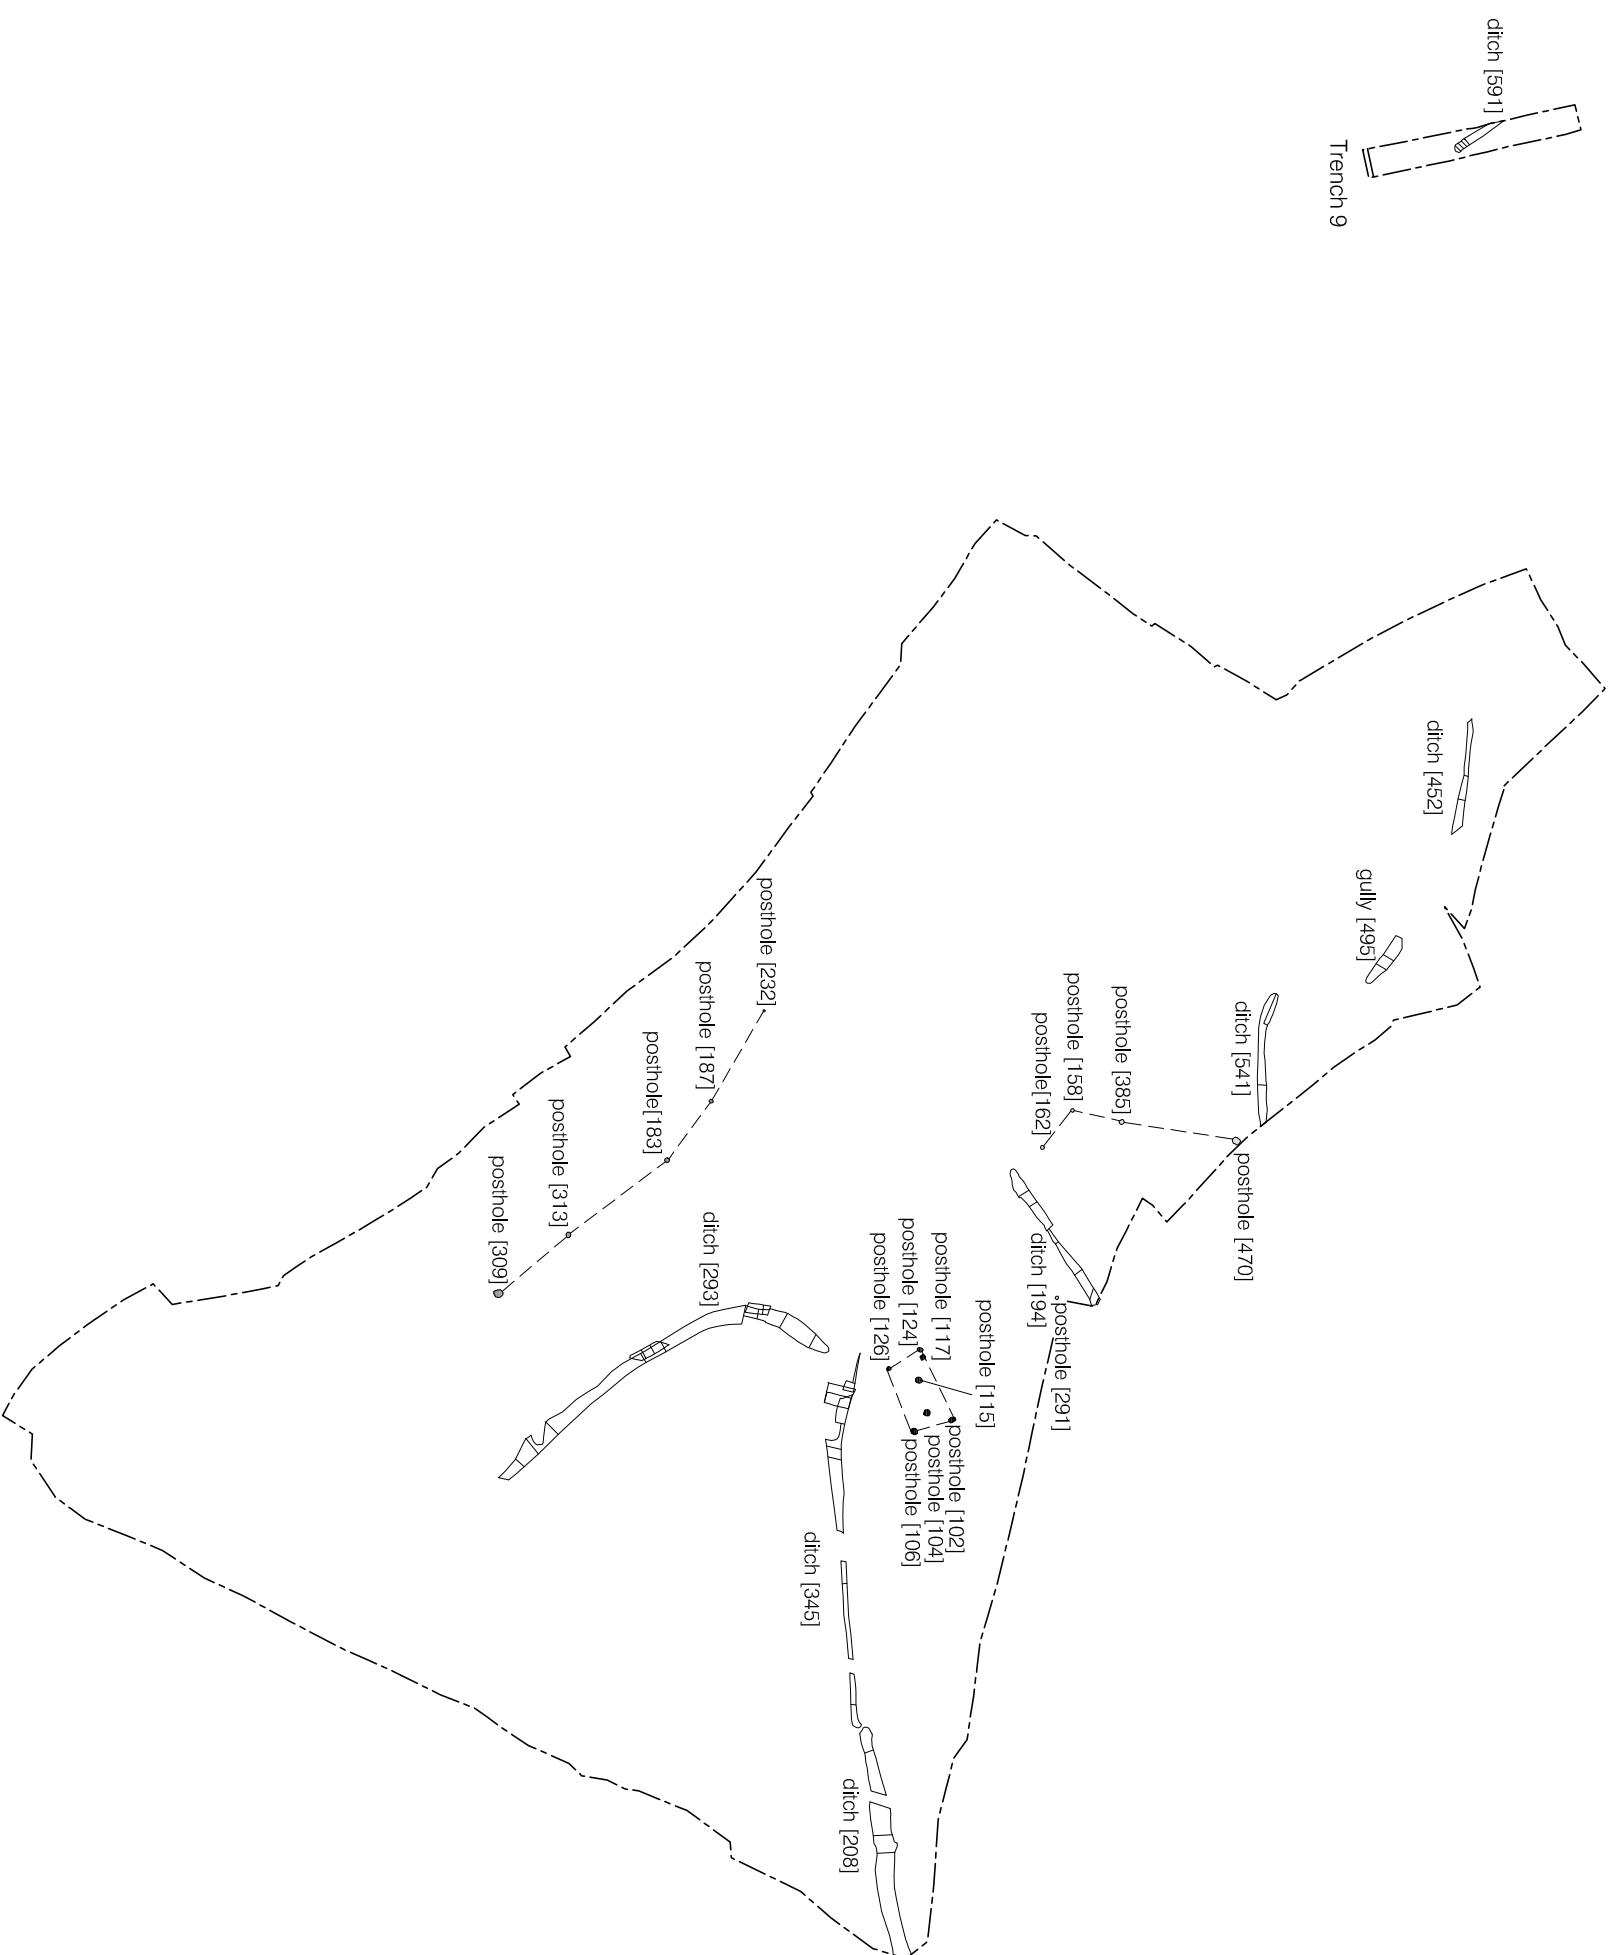 ditch [591]
Trench 9
ditch [452]
gully [495]
ditch [541]
posthole [385]
posthole [158]
posthole[162]
posthole [470]
posthole [232]
posthole [187]
posthole[183]
posthole [313]
posthole [309]
ditch [293]
ditch [194]
posthole [291]
posthole [117]
posthole [124]
posthole [126]
posthole [115]
posthole [102]
posthole [104]
posthole [106]
ditch [345]
ditch [208]